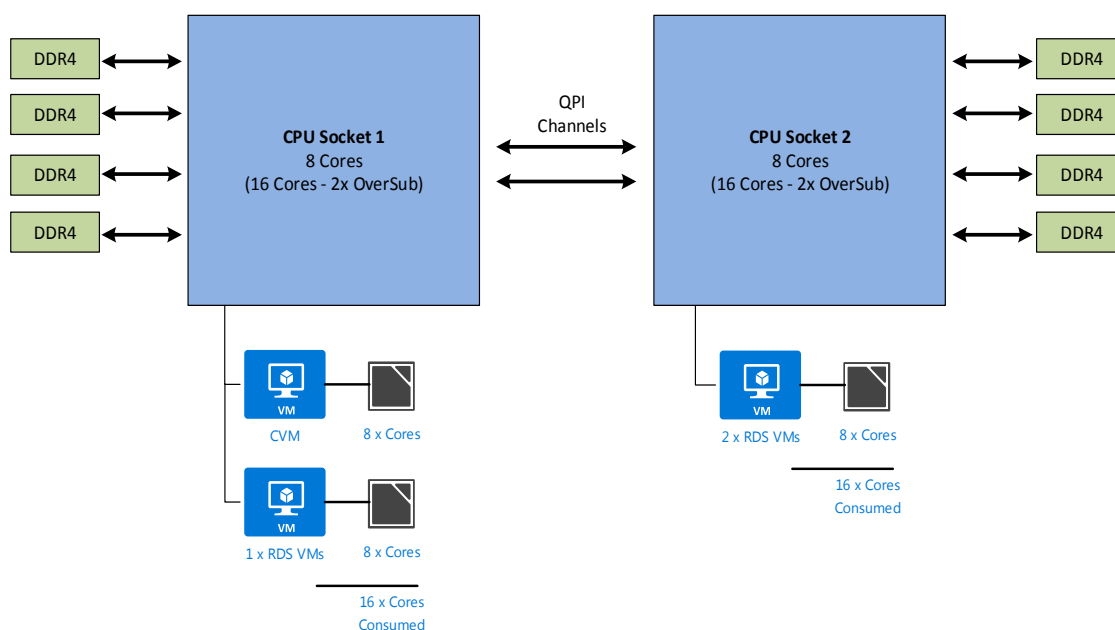 DDR4
DDR4
DDR4
DDR4
CPU Socket 1
8 Cores
(16 Cores - 2x OverSub)
QPI
Channels
CPU Socket 2
8 Cores
(16 Cores - 2x OverSub)
DDR4
DDR4
DDR4
DDR4
VM
CVM
8 x Cores
VM
1 x RDS VMs
8 x Cores
16 x Cores
Consumed
VM
2 x RDS VMs
8 x Cores
16 x Cores
Consumed